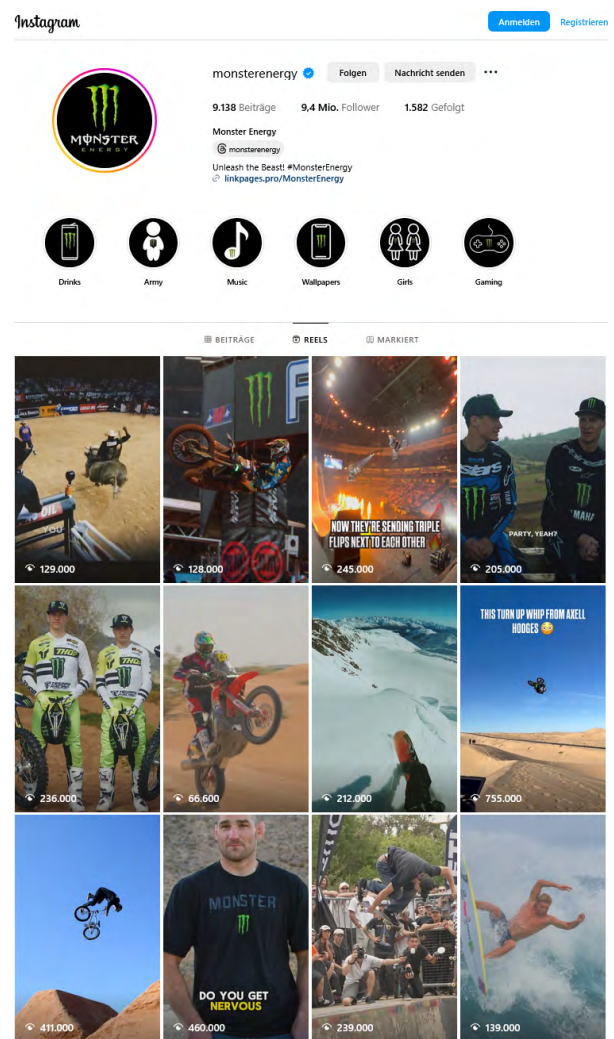 Instagram
Anmelden
Registrieren
monsterenergy
Folgen
Nachricht senden
9.138 Beiträge
9,4 Mio. Follower
1.582 Gefolgt
MONSTER
ENERGY
Monster Energy
monsterenergy
Unleash the Beast! #MonsterEnergy
linkpages.pro/MonsterEnergy
Drinks
Army
Music
Wallpapers
Girls
Gaming
BEITRÄGE
REELS
MARKIERT
OIL
YOU
129.000
128.000
NOW THEY'RE SENDING TRIPLE
FLIPS NEXT TO EACH OTHER
245.000
PARTY, YEAH?
205.000
THOR
THOR
236.000
66.600
212.000
THIS TURN UP WHIP FROM AXELL
HODGES
755.000
411.000
MONSTER
DO YOU GET
NERVOUS
460.000
239.000
139.000